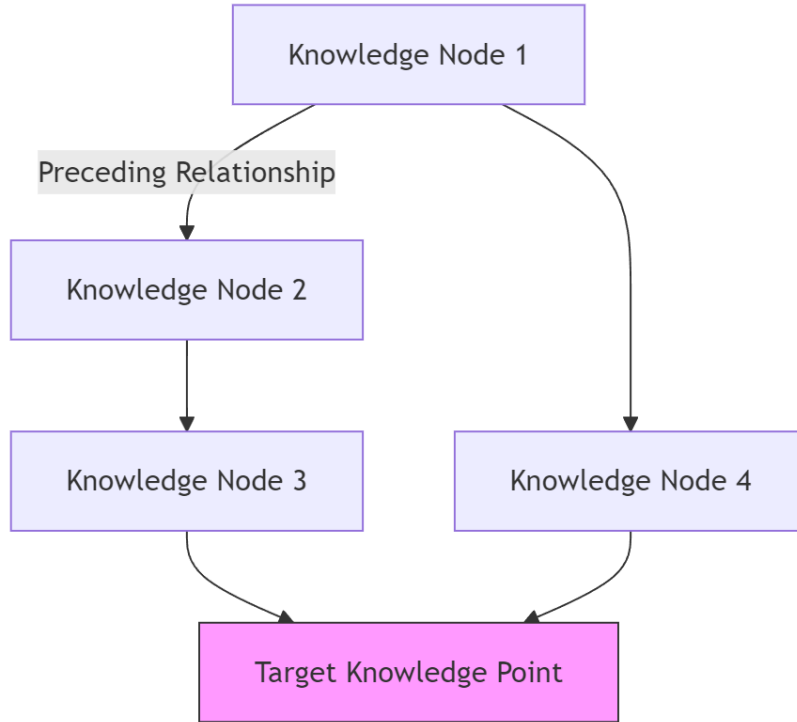 Knowledge Node 1
Preceding Relationship
Knowledge Node 2
Knowledge Node 3
Knowledge Node 4
Target Knowledge Point